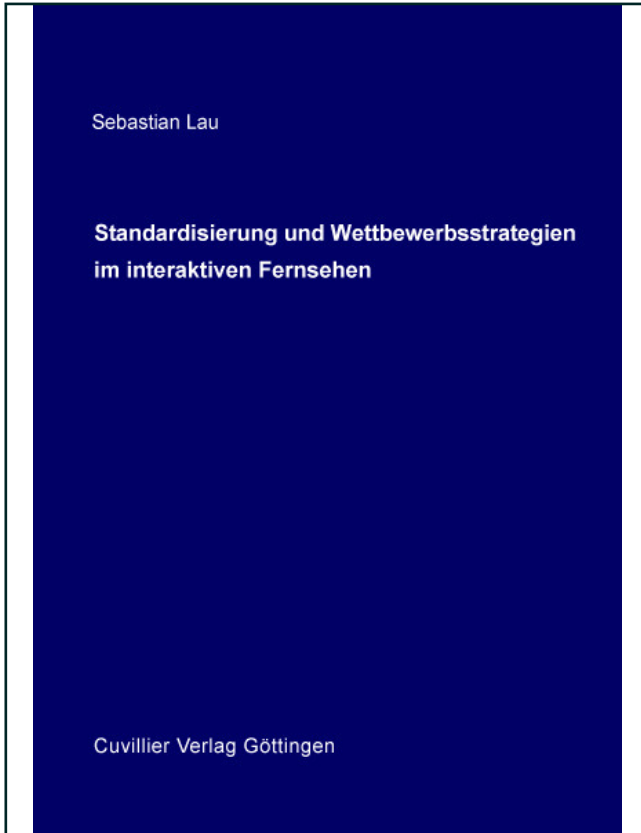 Sebastian Lau
Standardisierung und Wettbewerbsstrategien
im interaktiven Fernsehen
Cuvillier Verlag Göttingen